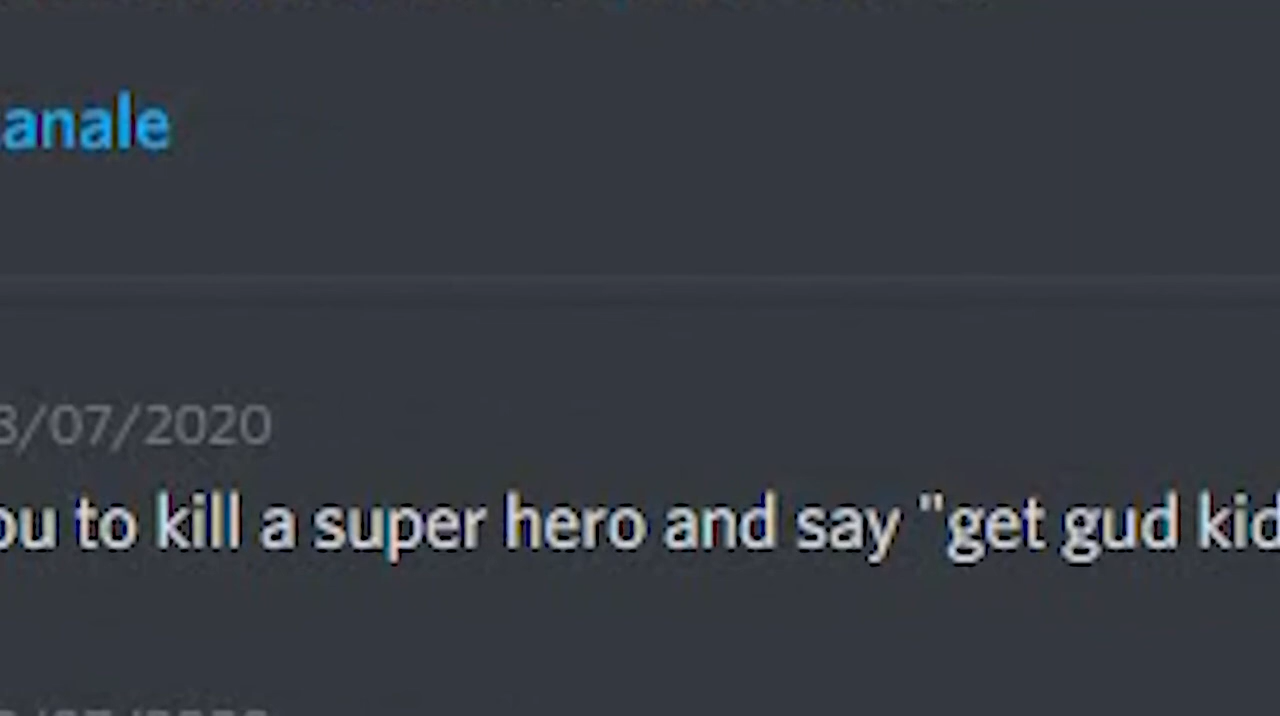 anale
3/07/2020
ou to kill a super hero and say "get gud kid